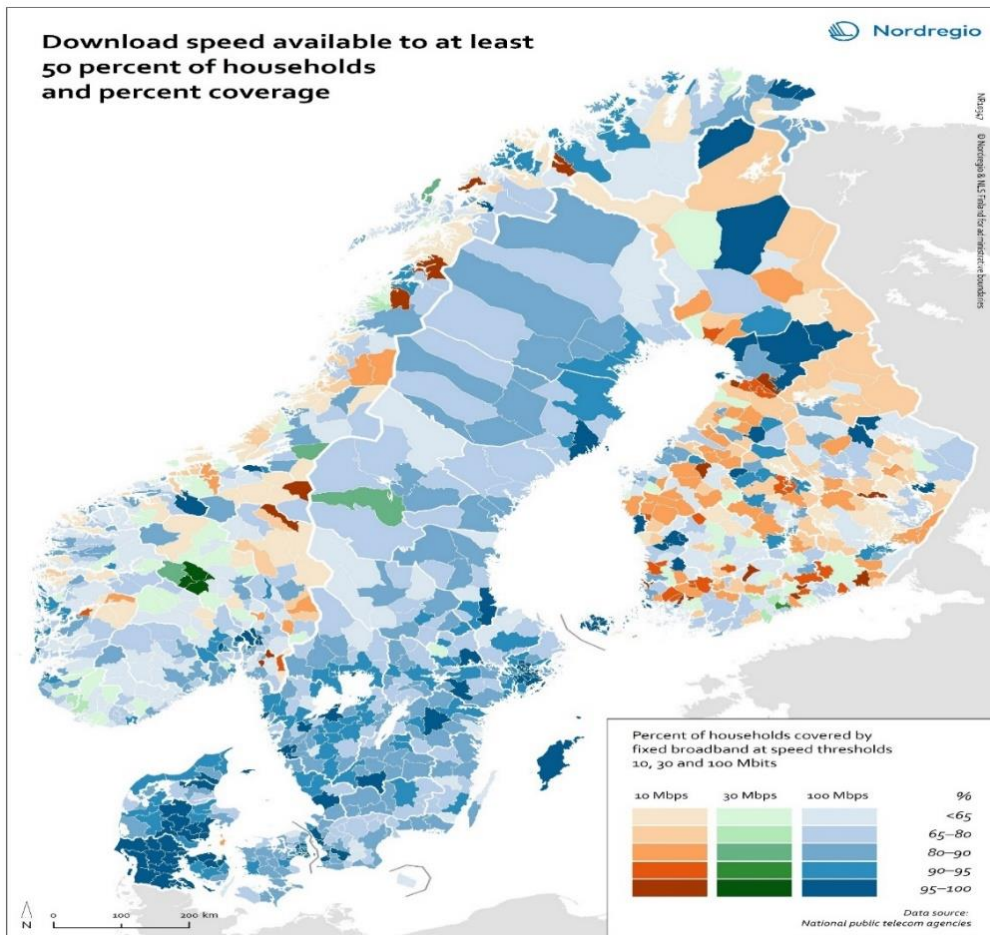 Download speed available to at least
50 percent of households
and percent coverage
Nordregio
© Nordregio & NLS Finland for administrative boundaries
Percent of households covered by
fixed broadband at speed thresholds
10, 30 and 100 Mbits
10 Mbps 30 Mbps 100 Mbps %
<65
65–80
80–90
90–95
95–100
Data source:
National public telecom agencies
N
0 100 200 km